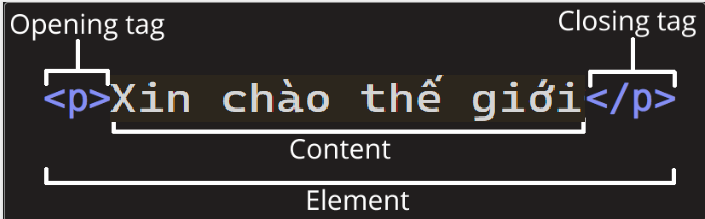 Opening tag Closing tag
<p>Xin chào thế giới</p>
Content
Element